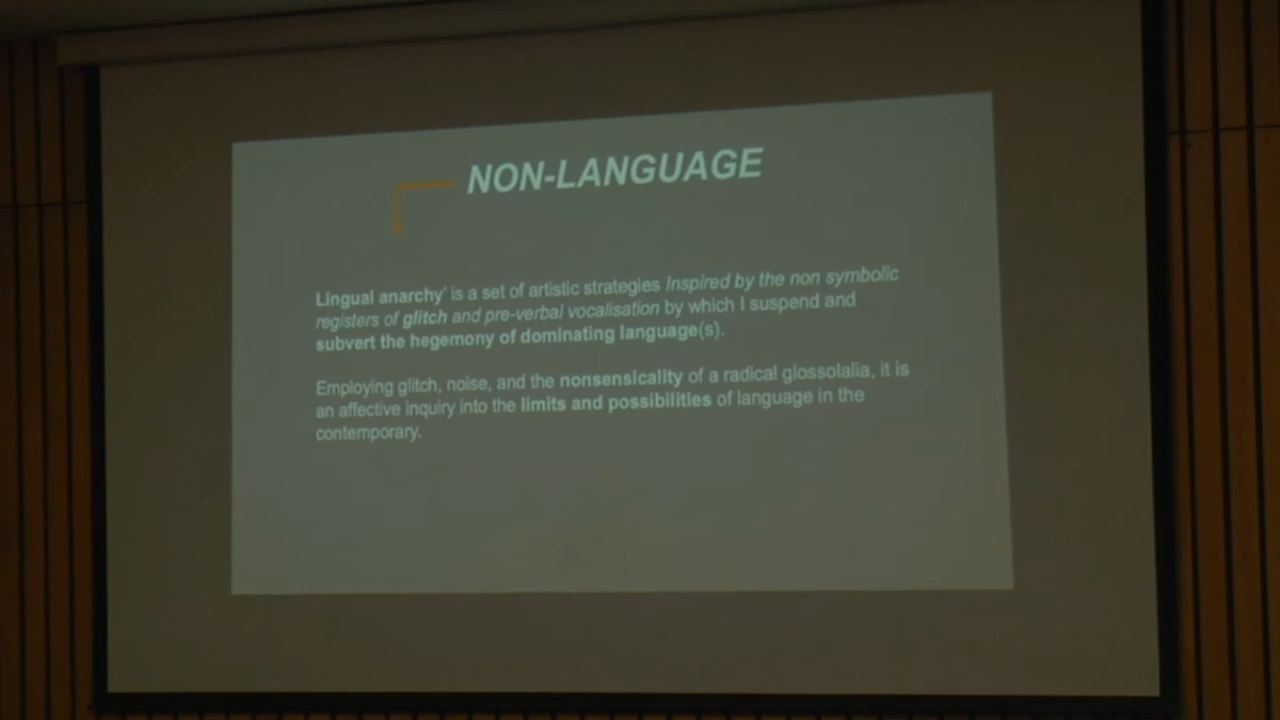 NON-LANGUAGE
Lingual anarchy' is a set of artistic strategies Inspired by the non symbolic
registers of glitch and pre-verbal vocalisation by which I suspend and
subvert the hegemony of dominating language(s).
Employing glitch, noise, and the nonsensicality of a radical glossolalia, it is
an affective inquiry into the limits and possibilities of language in the
contemporary.